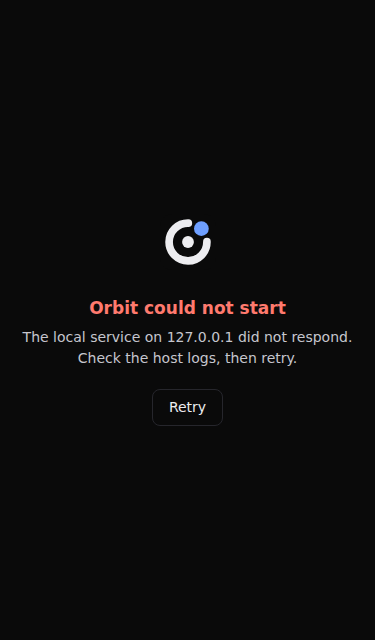 Orbit could not start
The local service on 127.0.0.1 did not respond.
Check the host logs, then retry.
Retry